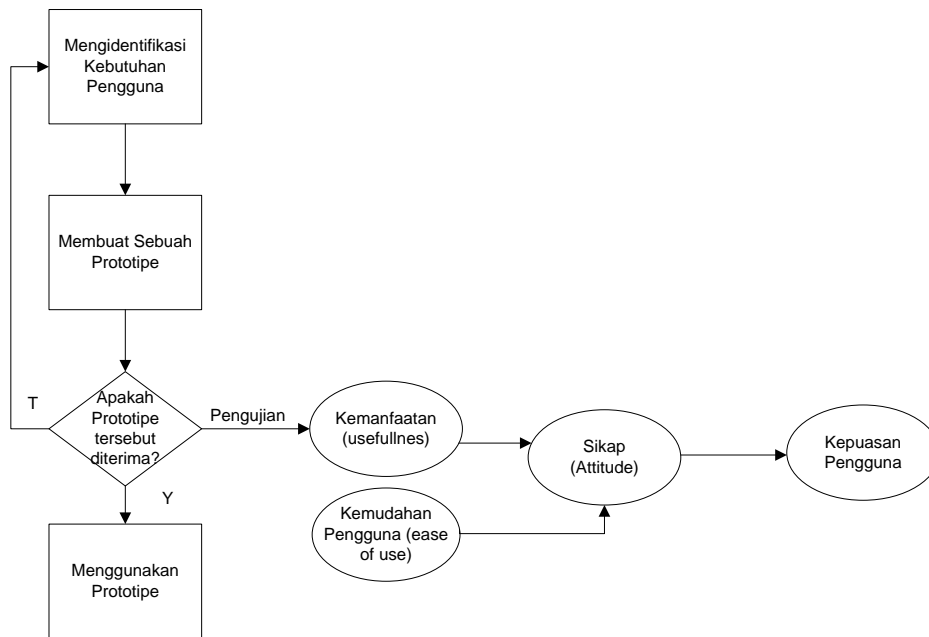 Mengidentifikasi
Kebutuhan
Pengguna
Membuat Sebuah
Prototipe
T
Apakah
Prototipe
tersebut
diterima?
Pengujian
Kemanfaatan
(usefullnes)
Sikap
(Attitude)
Kepuasan
Pengguna
Y
Kemudahan
Pengguna (ease
of use)
Menggunakan
Prototipe